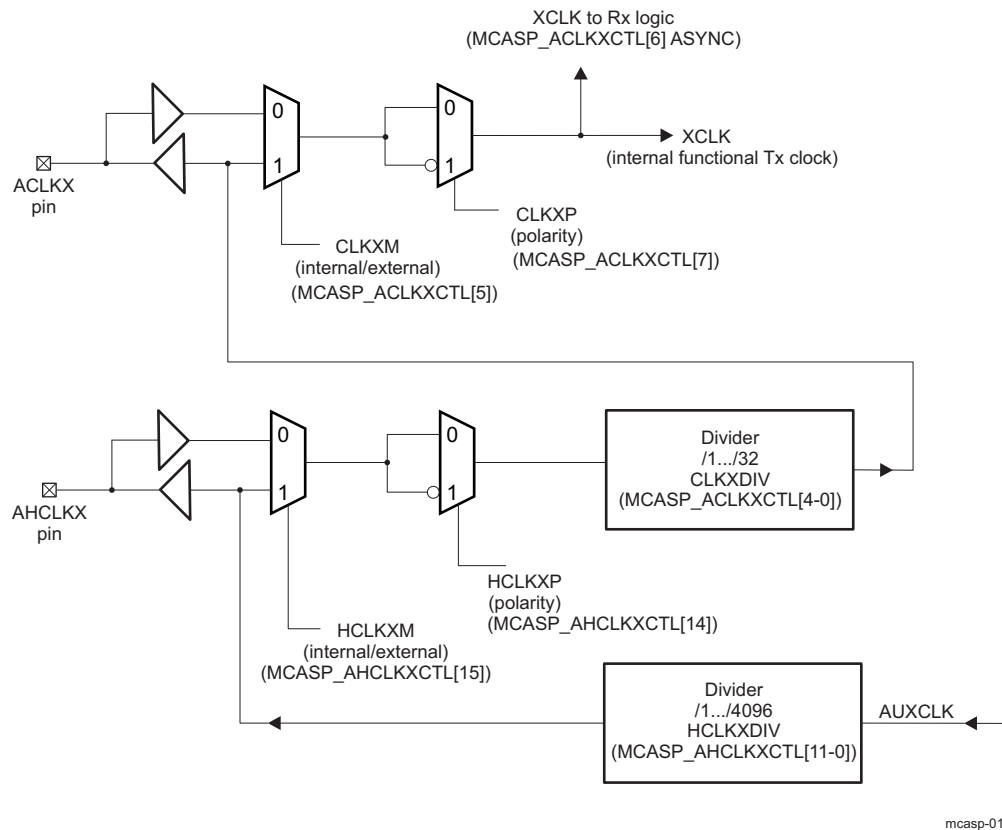 XCLK to Rx logic
(MCASP_ACLKXCTL[6] ASYNC)
0
1
0
1
XCLK
(internal functional Tx clock)
ACLKX
pin
CLKXM
(internal/external)
(MCASP_ACLKXCTL[5])
CLKXP
(polarity)
(MCASP_ACLKXCTL[7])
0
1
0
1
Divider
/1.../32
CLKXDIV
(MCASP_ACLKXCTL[4-0])
AHCLKX
pin
HCLKXM
(internal/external)
(MCASP_AHCLKXCTL[15])
HCLKXP
(polarity)
(MCASP_AHCLKXCTL[14])
Divider
/1.../4096
HCLKXDIV
(MCASP_AHCLKXCTL[11-0])
AUXCLK
mcasp-01